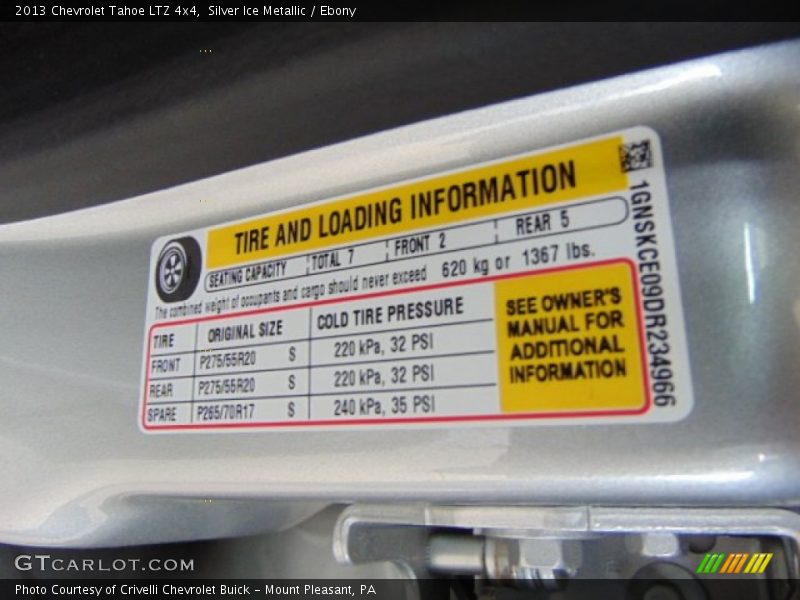 2013 Chevrolet Tahoe LTZ 4x4, Silver Ice Metallic / Ebony
TIRE AND LOADING INFORMATION
SEATING CAPACITY TOTAL 7 FRONT 2 REAR 5
The combined weight of occupants and cargo should never exceed 620 kg or 1367 lbs.
TIRE ORIGINAL SIZE COLD TIRE PRESSURE
FRONT P275/55R20 S 220 kPa, 32 PSI
REAR P275/55R20 S 220 kPa, 32 PSI
SPARE P265/70R17 S 240 kPa, 35 PSI
SEE OWNER'S
MANUAL FOR
ADDITIONAL
INFORMATION
1GNSKCE09DR234966
GTCARLOT.COM
Photo Courtesy of Crivelli Chevrolet Buick – Mount Pleasant, PA